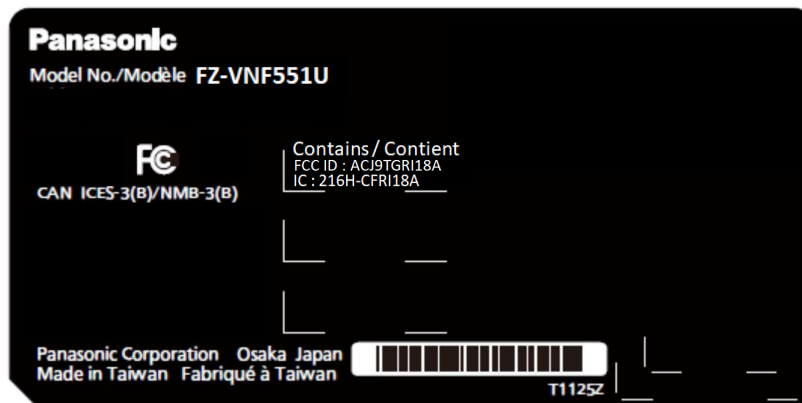 Panasonic
Model No./Modèle FZ-VNF551U
FC
Contains / Contient
FCC ID : ACJ9TGRI18A
IC : 216H-CFRI18A
CAN ICES-3(B)/NMB-3(B)
Panasonic Corporation Osaka Japan
Made in Taiwan Fabriqué à Taiwan
T1125Z